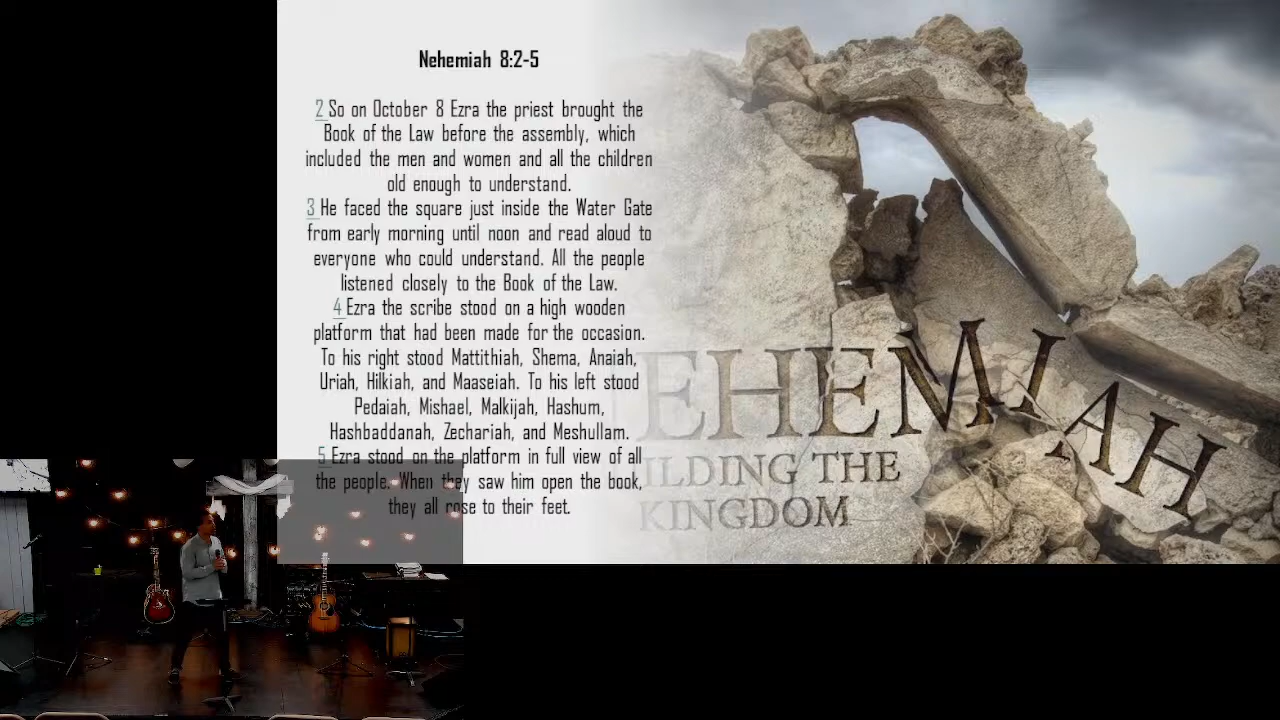 Nehemiah 8:2-5
2 So on October 8 Ezra the priest brought the
Book of the Law before the assembly, which
included the men and women and all the children
old enough to understand.
3 He faced the square just inside the Water Gate
from early morning until noon and read aloud to
everyone who could understand. All the people
listened closely to the Book of the Law.
4 Ezra the scribe stood on a high wooden
platform that had been made for the occasion.
To his right stood Mattithiah, Shema, Anaiah,
Uriah, Hilkiah, and Maaseiah. To his left stood
Pedaiah, Mishael, Malkijah, Hashum,
Hashbaddanah, Zechariah, and Meshullam.
5 Ezra stood on the platform in full view of all
the people. When they saw him open the book,
they all rose to their feet.
EHEMIAH
ILDING THE
KINGDOM